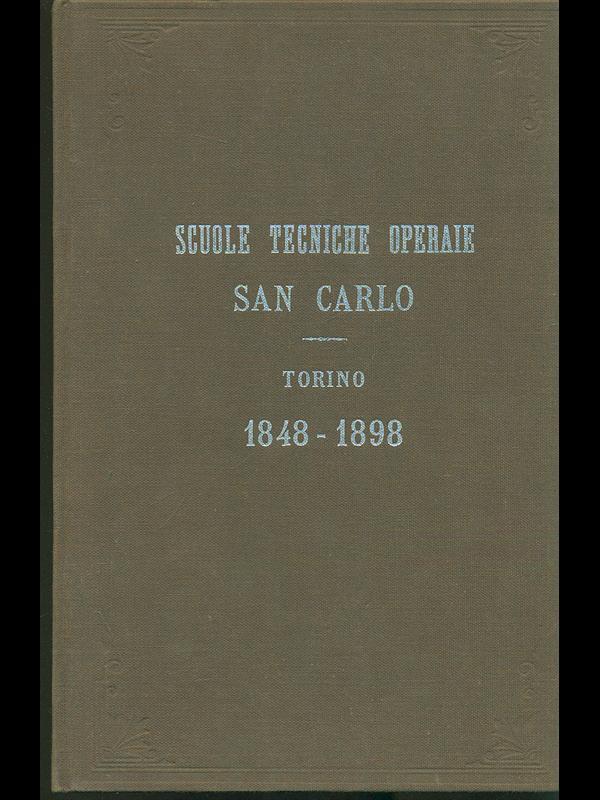 SCUOLE TECNICHE OPERAIE
SAN CARLO
TORINO
1848 - 1898